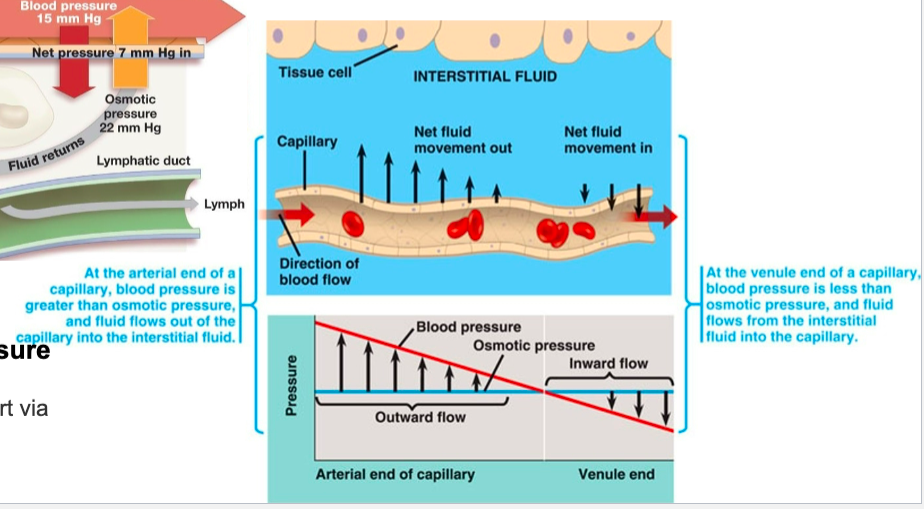 Blood pressure
15 mm Hg
Net pressure 7 mm Hg in
Osmotic
pressure
22 mm Hg
Fluid returns
Lymphatic duct
Lymph
At the arterial end of a
capillary, blood pressure is
greater than osmotic pressure,
and fluid flows out of the
capillary into the interstitial fluid.
sure
rt via
Tissue cell
INTERSTITIAL FLUID
Capillary
Net fluid
movement out
Net fluid
movement in
Direction of
blood flow
At the venule end of a capillary,
blood pressure is less than
osmotic pressure, and fluid
flows from the interstitial
fluid into the capillary.
Pressure
Blood pressure
Osmotic pressure
Inward flow
Outward flow
Arterial end of capillary
Venule end